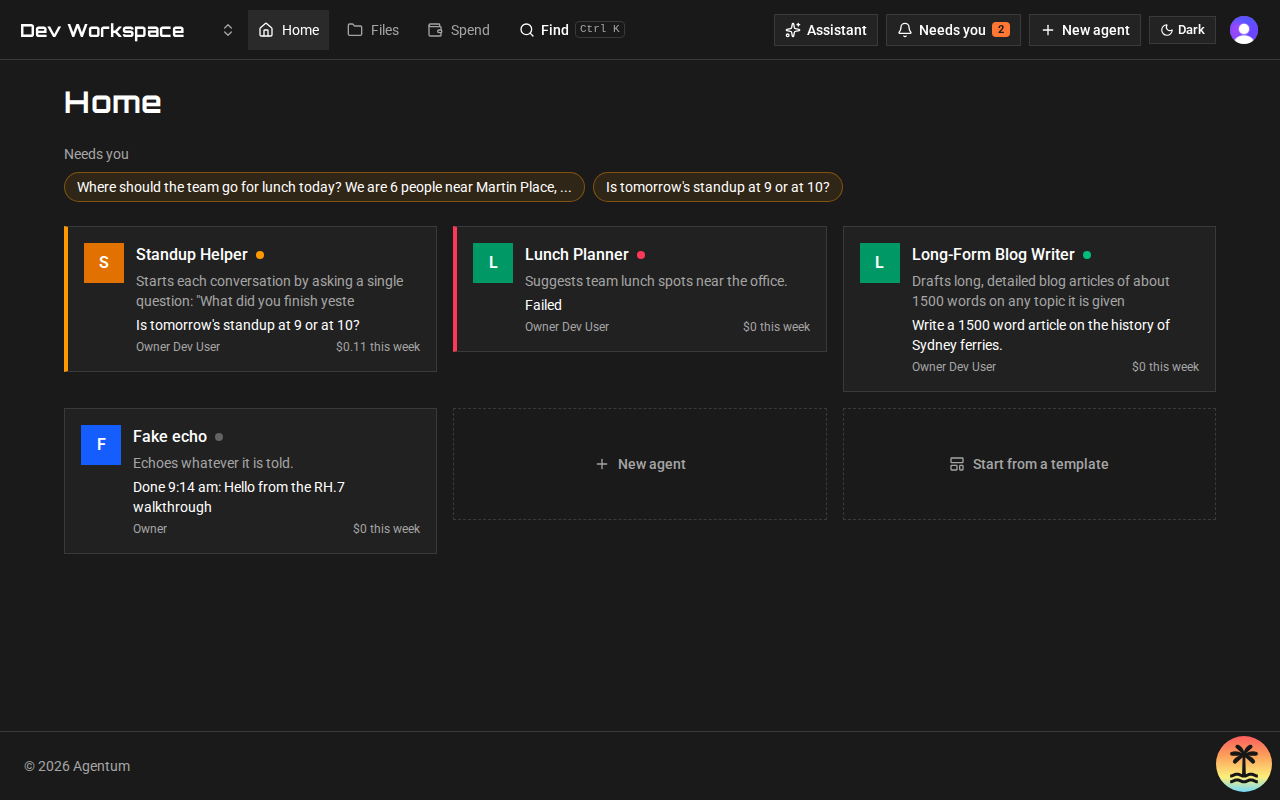 Dev Workspace
Home
Files
Spend
Find Ctrl K
Assistant
Needs you 2
New agent
Dark
Home
Needs you
Where should the team go for lunch today? We are 6 people near Martin Place, ...
Is tomorrow's standup at 9 or at 10?
S
Standup Helper
Starts each conversation by asking a single
question: "What did you finish yeste
Is tomorrow's standup at 9 or at 10?
Owner Dev User
$0.11 this week
L
Lunch Planner
Suggests team lunch spots near the office.
Failed
Owner Dev User
$0 this week
L
Long-Form Blog Writer
Drafts long, detailed blog articles of about
1500 words on any topic it is given
Write a 1500 word article on the history of
Sydney ferries.
Owner Dev User
$0 this week
F
Fake echo
Echoes whatever it is told.
Done 9:14 am: Hello from the RH.7
walkthrough
Owner
$0 this week
New agent
Start from a template
© 2026 Agentum